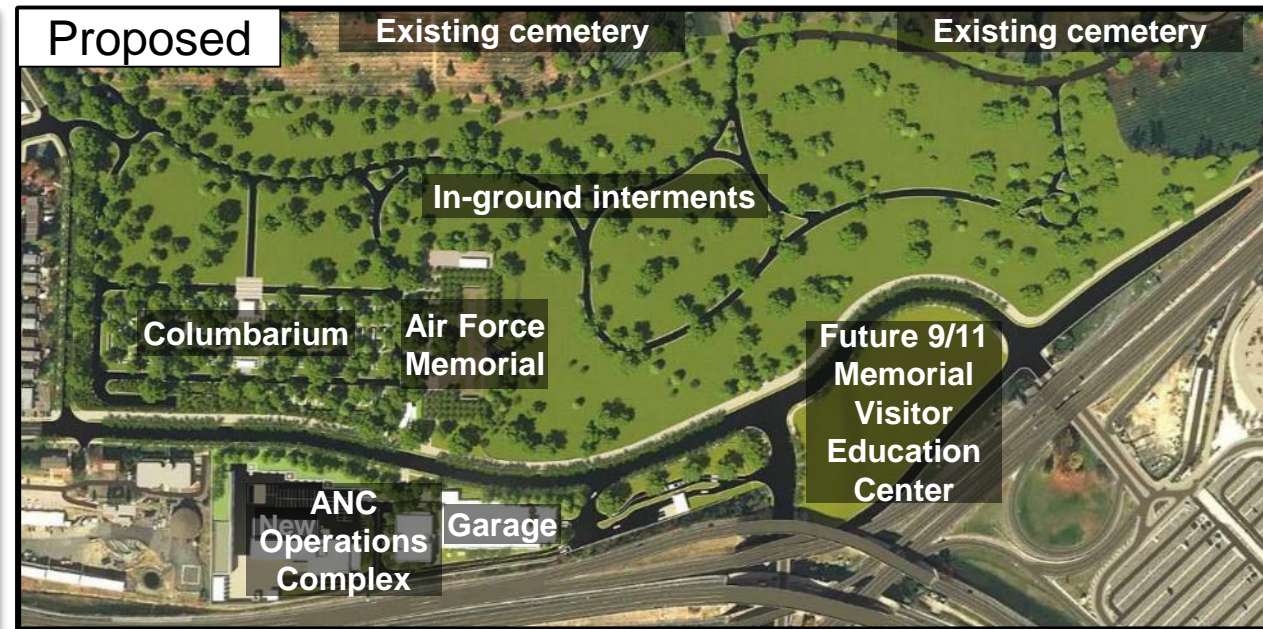 Proposed
Existing cemetery
Existing cemetery
In-ground interments
Columbarium
Air Force
Memorial
Future 9/11
Memorial
Visitor
Education
Center
New
ANC
Operations
Complex
Garage